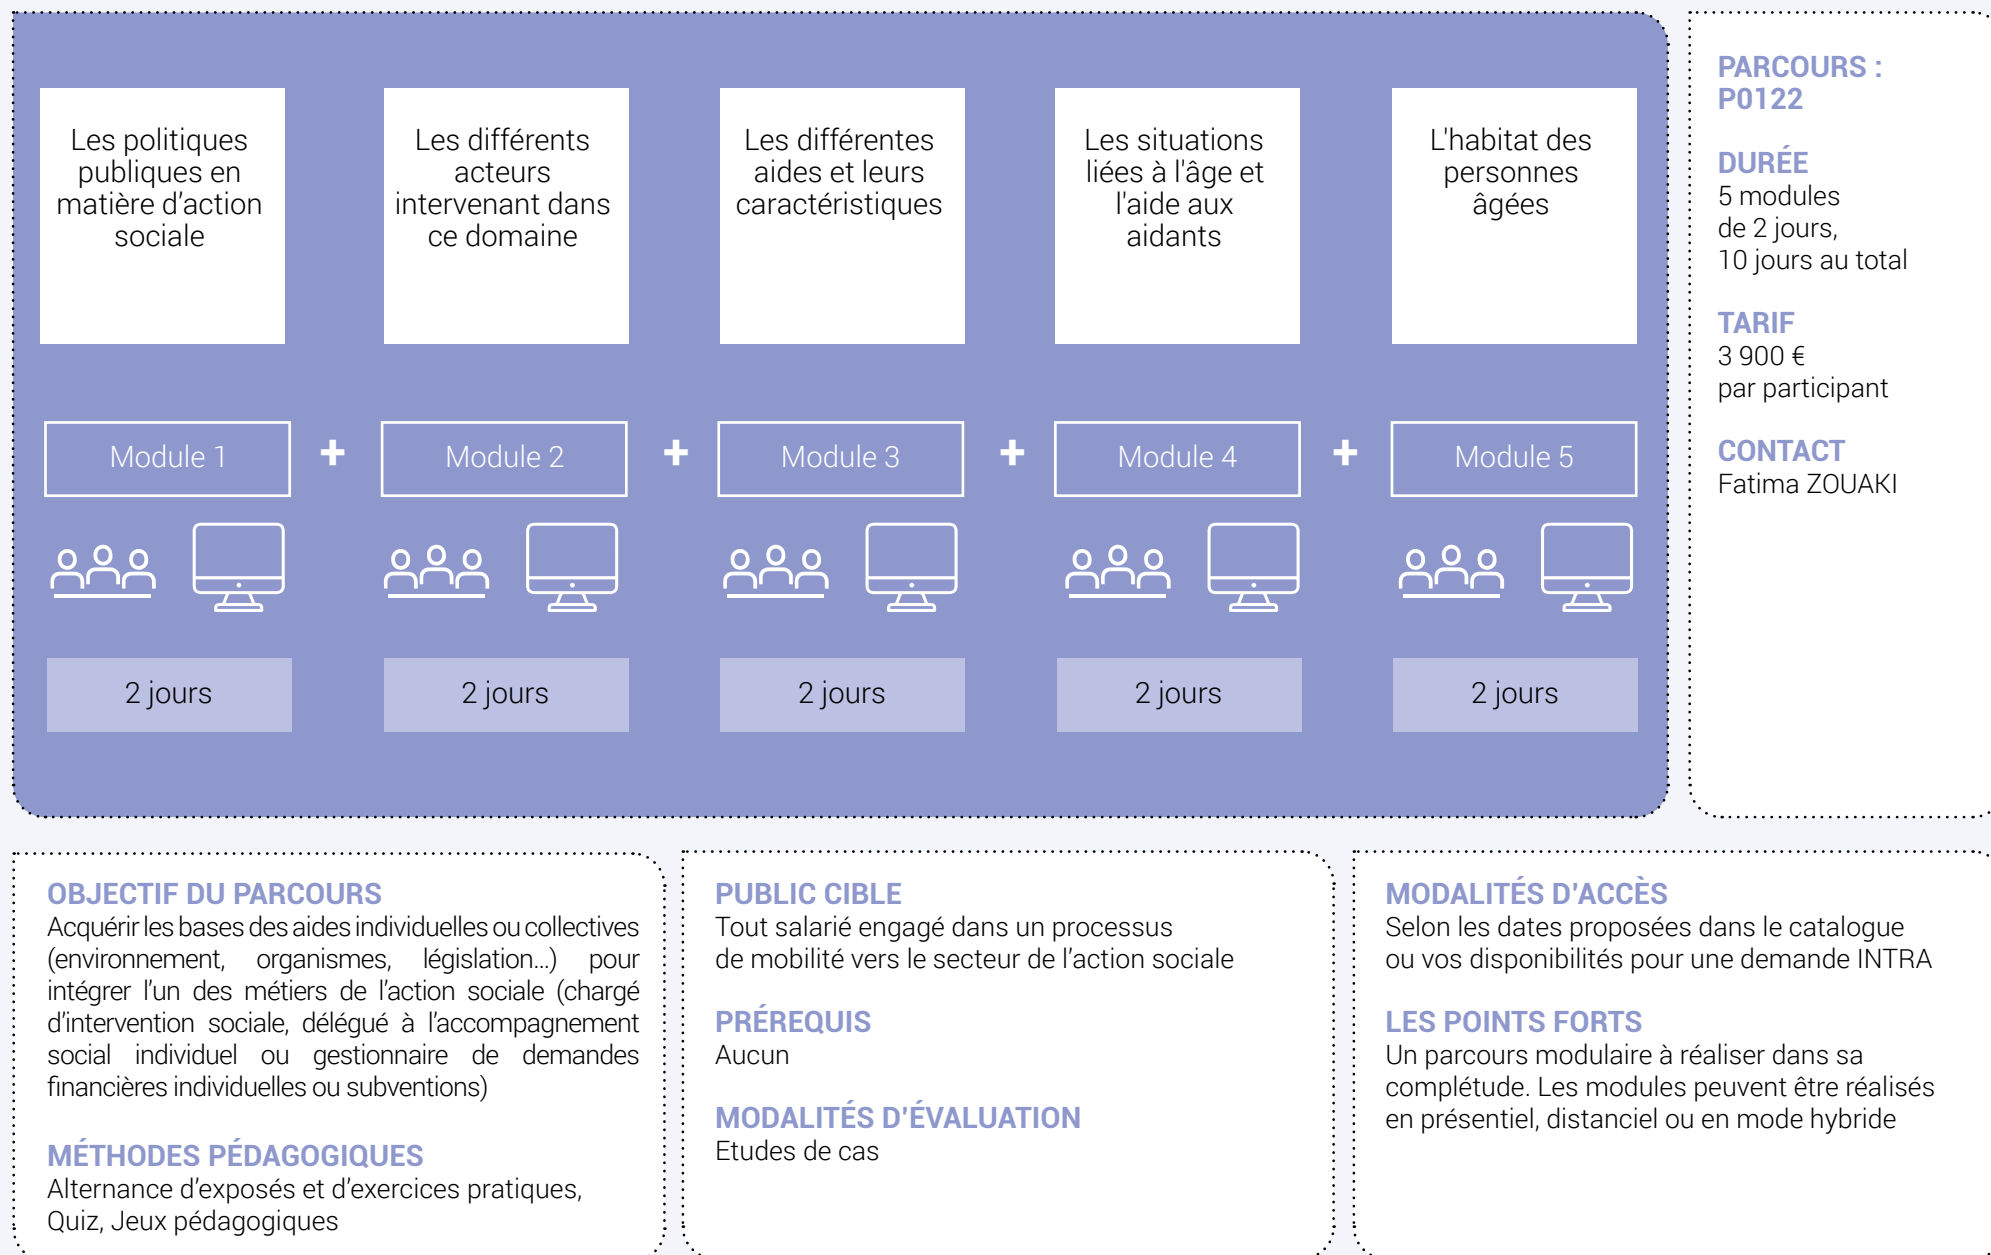 Les politiques
publiques en
matière d’action
sociale
Les différents
acteurs
intervenant dans
ce domaine
Les différentes
aides et leurs
caractéristiques
Les situations
liées à l'âge et
l'aide aux
aidants
L'habitat des
personnes
âgées
Module 1
+
Module 2
+
Module 3
+
Module 4
+
Module 5
2 jours
2 jours
2 jours
2 jours
2 jours
PARCOURS :
P0122
DURÉE
5 modules
de 2 jours,
10 jours au total
TARIF
3 900 €
par participant
CONTACT
Fatima ZOUAKI
OBJECTIF DU PARCOURS
Acquérir les bases des aides individuelles ou collectives
(environnement, organismes, législation...) pour
intégrer l’un des métiers de l’action sociale (chargé
d’intervention sociale, délégué à l’accompagnement
social individuel ou gestionnaire de demandes
financières individuelles ou subventions)
MÉTHODES PÉDAGOGIQUES
Alternance d’exposés et d’exercices pratiques,
Quiz, Jeux pédagogiques
PUBLIC CIBLE
Tout salarié engagé dans un processus
de mobilité vers le secteur de l’action sociale
PRÉREQUIS
Aucun
MODALITÉS D’ÉVALUATION
Etudes de cas
MODALITÉS D’ACCÈS
Selon les dates proposées dans le catalogue
ou vos disponibilités pour une demande INTRA
LES POINTS FORTS
Un parcours modulaire à réaliser dans sa
complétude. Les modules peuvent être réalisés
en présentiel, distanciel ou en mode hybride